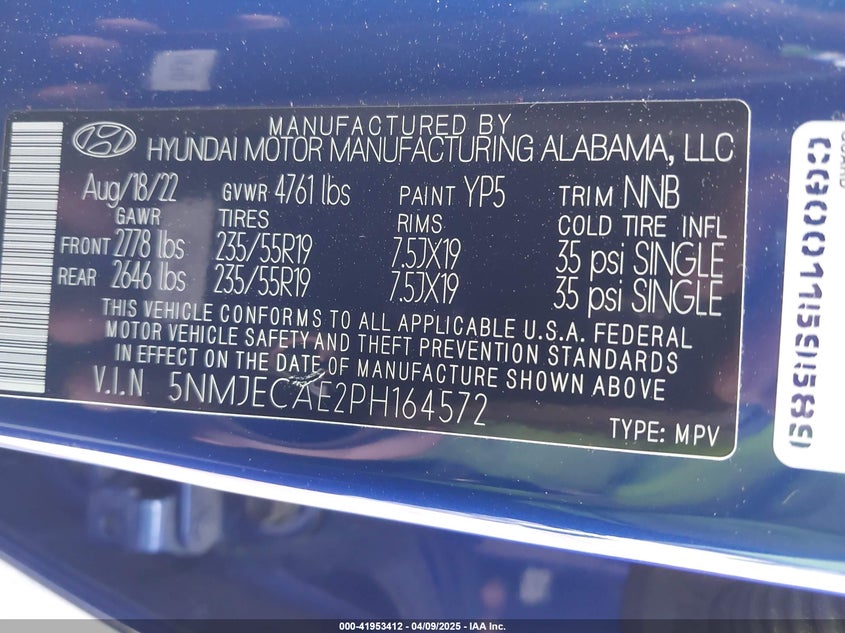 MANUFACTURED BY
HYUNDAI MOTOR MANUFACTURING ALABAMA, LLC
Aug/18/22 GVWR 4761 lbs PAINT YP5 TRIM NNB
GAWR TIRES RIMS COLD TIRE INFL
FRONT 2778 lbs 235/55R19 7.5JX19 35 psi SINGLE
REAR 2646 lbs 235/55R19 7.5JX19 35 psi SINGLE
THIS VEHICLE CONFORMS TO ALL APPLICABLE U.S.A. FEDERAL
MOTOR VEHICLE SAFETY AND THEFT PREVENTION STANDARDS
IN EFFECT ON THE DATE OF MANUFACTURE SHOWN ABOVE.
V.I.N 5NMJECAE2PH164572
TYPE: MPV
CG001159589
000-41953412 - 04/09/2025 - IAA Inc.